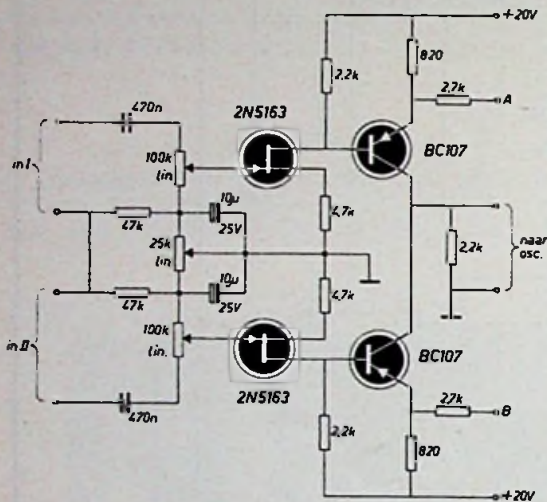 +20V
820
2,2k
2,7k
A
470n
2N5163
BC107
in I
100k
lin.
10μ
25V
47k
4,7k
25k
lin.
2,2k
naar
osc.
10μ
25V
47k
4,7k
100k
lin.
in II
BC107
2N5163
470n
2,7k
B
2,2k
820
+20V